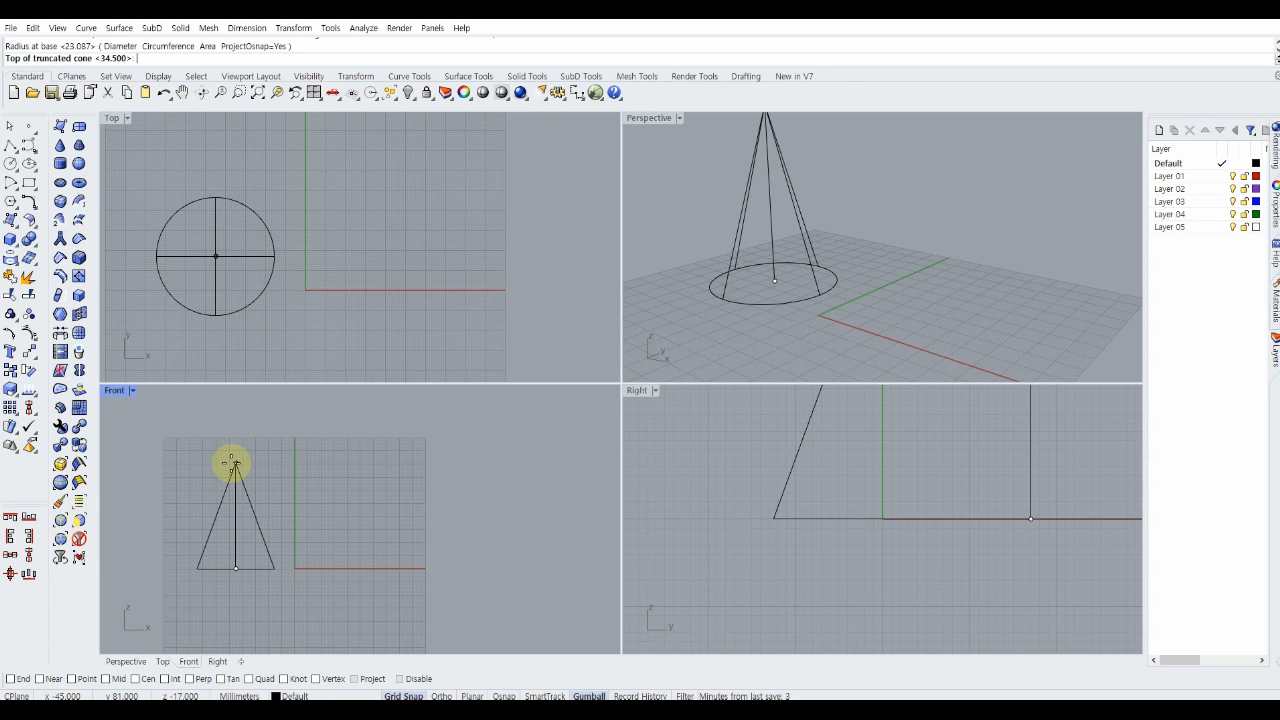 File Edit View Curve Surface SubD Solid Mesh Dimension Transform Tools Analyze Render Panels Help
Radius at base <23.087> ( Diameter Circumference Area ProjectOsnap=Yes )
Top of truncated cone <34.500>:
Standard CPlanes Set View Display Select Viewport Layout Visibility Transform Curve Tools Surface Tools Solid Tools SubD Tools Mesh Tools Render Tools Drafting New in V7
Top
Perspective
Layer
Default
Layer 01
Layer 02
Layer 03
Layer 04
Layer 05
Rendering
Properties
Help
Materials
Layers
y
x
z
y
x
Front
Right
z
x
z
y
Perspective Top Front Right
End Near Point Mid Cen Int Perp Tan Quad Knot Vertex Project Disable
CPlane x -45.000 y 81.000 z -17.000 Millimeters Default Grid Snap Ortho Planar Osnap SmartTrack Gumball Record History Filter Minutes from last save: 3